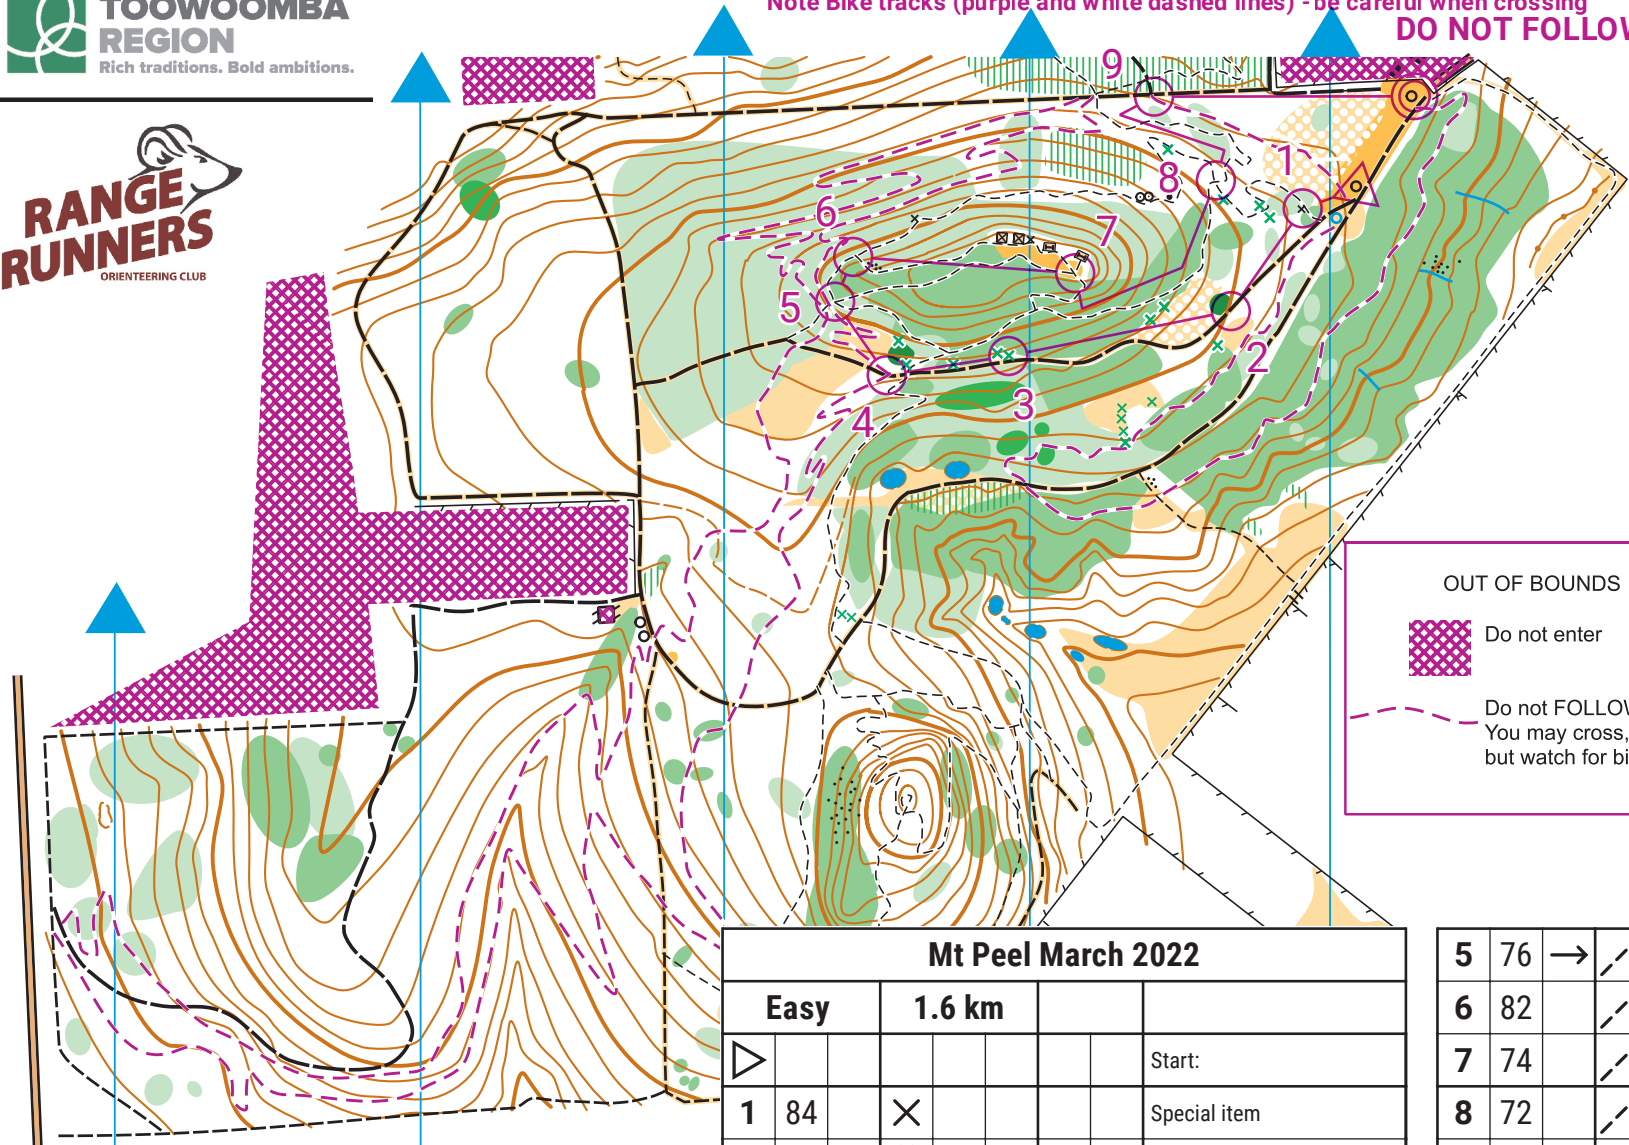 TOOWOOMBA
REGION
Rich traditions. Bold ambitions.
Note Bike tracks (purple and white dashed lines) - be careful when crossing
DO NOT FOLLOW
RANGE
RUNNERS
ORIENTEERING CLUB
9
1
8
6
7
5
2
3
4
OUT OF BOUNDS
Do not enter
Do not FOLLOW
You may cross,
but watch for bi
Mt Peel March 2022
Easy 1.6 km
Start:
1 84 Special item
5 76
6 82
7 74
8 72